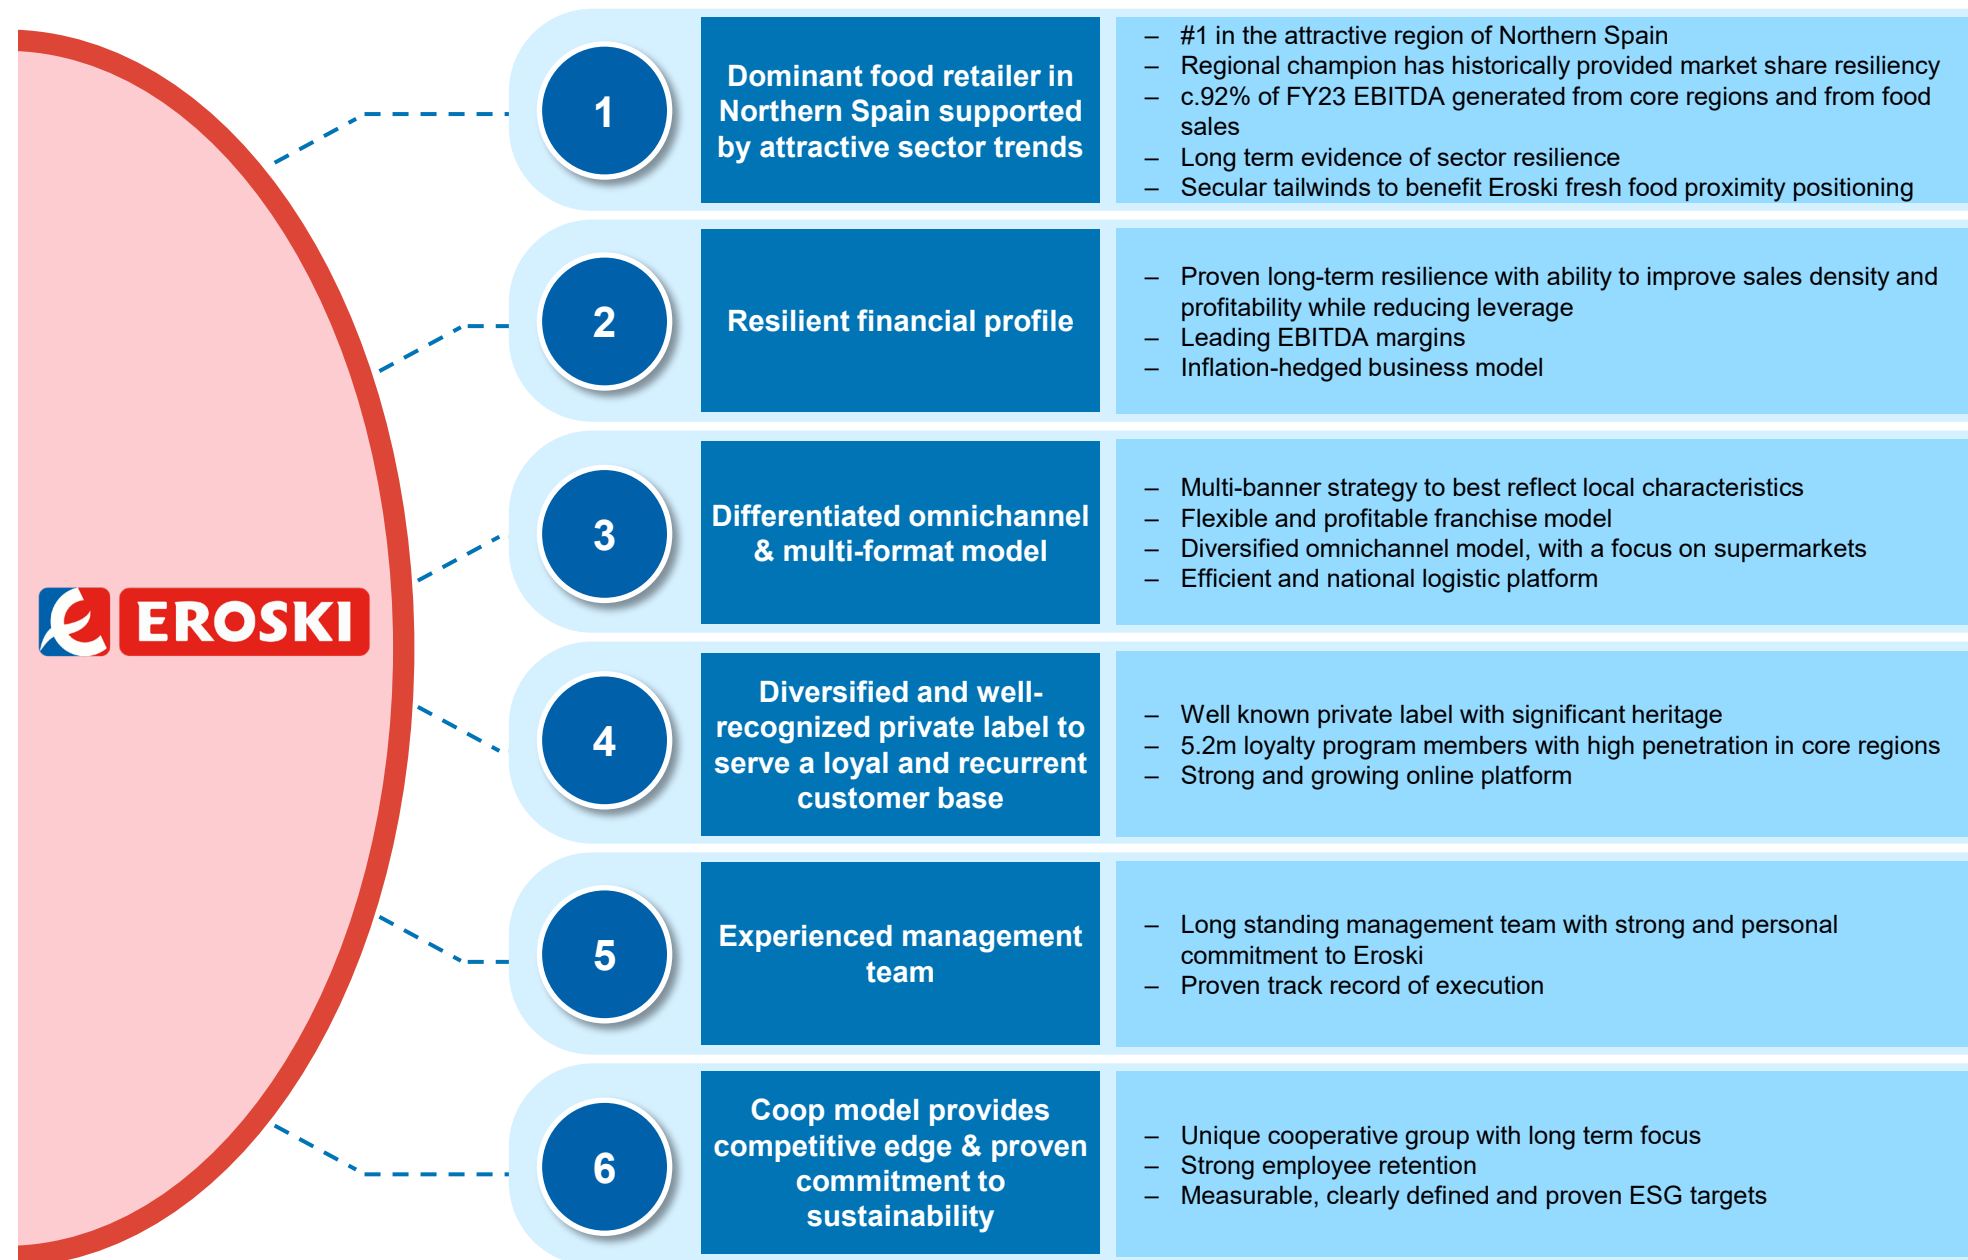 EROSKI
1
Dominant food retailer in
Northern Spain supported
by attractive sector trends
– #1 in the attractive region of Northern Spain
– Regional champion has historically provided market share resiliency
– c.92% of FY23 EBITDA generated from core regions and from food
sales
– Long term evidence of sector resilience
– Secular tailwinds to benefit Eroski fresh food proximity positioning
2
Resilient financial profile
– Proven long-term resilience with ability to improve sales density and
profitability while reducing leverage
– Leading EBITDA margins
– Inflation-hedged business model
3
Differentiated omnichannel
& multi-format model
– Multi-banner strategy to best reflect local characteristics
– Flexible and profitable franchise model
– Diversified omnichannel model, with a focus on supermarkets
– Efficient and national logistic platform
4
Diversified and well-
recognized private label to
serve a loyal and recurrent
customer base
– Well known private label with significant heritage
– 5.2m loyalty program members with high penetration in core regions
– Strong and growing online platform
5
Experienced management
team
– Long standing management team with strong and personal
commitment to Eroski
– Proven track record of execution
6
Coop model provides
competitive edge & proven
commitment to
sustainability
– Unique cooperative group with long term focus
– Strong employee retention
– Measurable, clearly defined and proven ESG targets